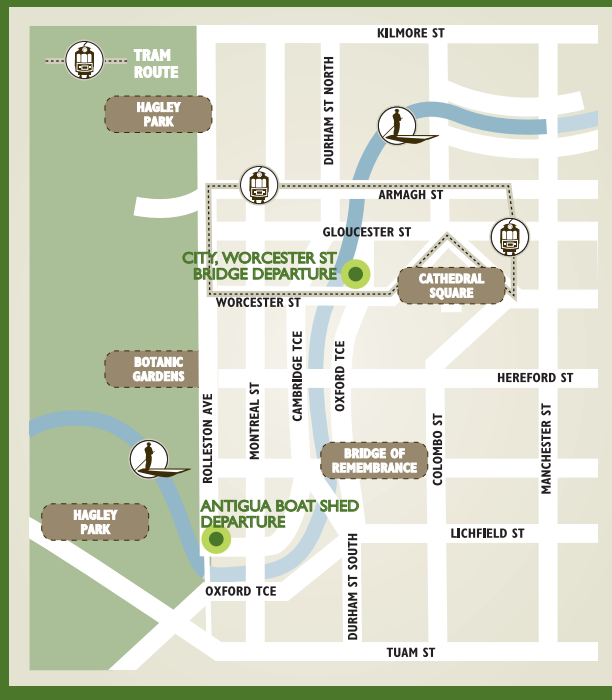 KILMORE ST
TRAM
ROUTE
DURHAM ST NORTH
HAGLEY
PARK
ARMAGH ST
GLOUCESTER ST
CITY, WORCESTER ST
BRIDGE DEPARTURE
CATHEDRAL
SQUARE
WORCESTER ST
CAMBRIDGE TCE
OXFORD TCE
BOTANIC
GARDENS
HEREFORD ST
ROLLESTON AVE
MONTREAL ST
COLOMBO ST
MANCHESTER ST
BRIDGE OF
REMEMBRANCE
ANTIGUA BOAT SHED
DEPARTURE
HAGLEY
PARK
LICHFIELD ST
DURHAM ST SOUTH
OXFORD TCE
TUAM ST